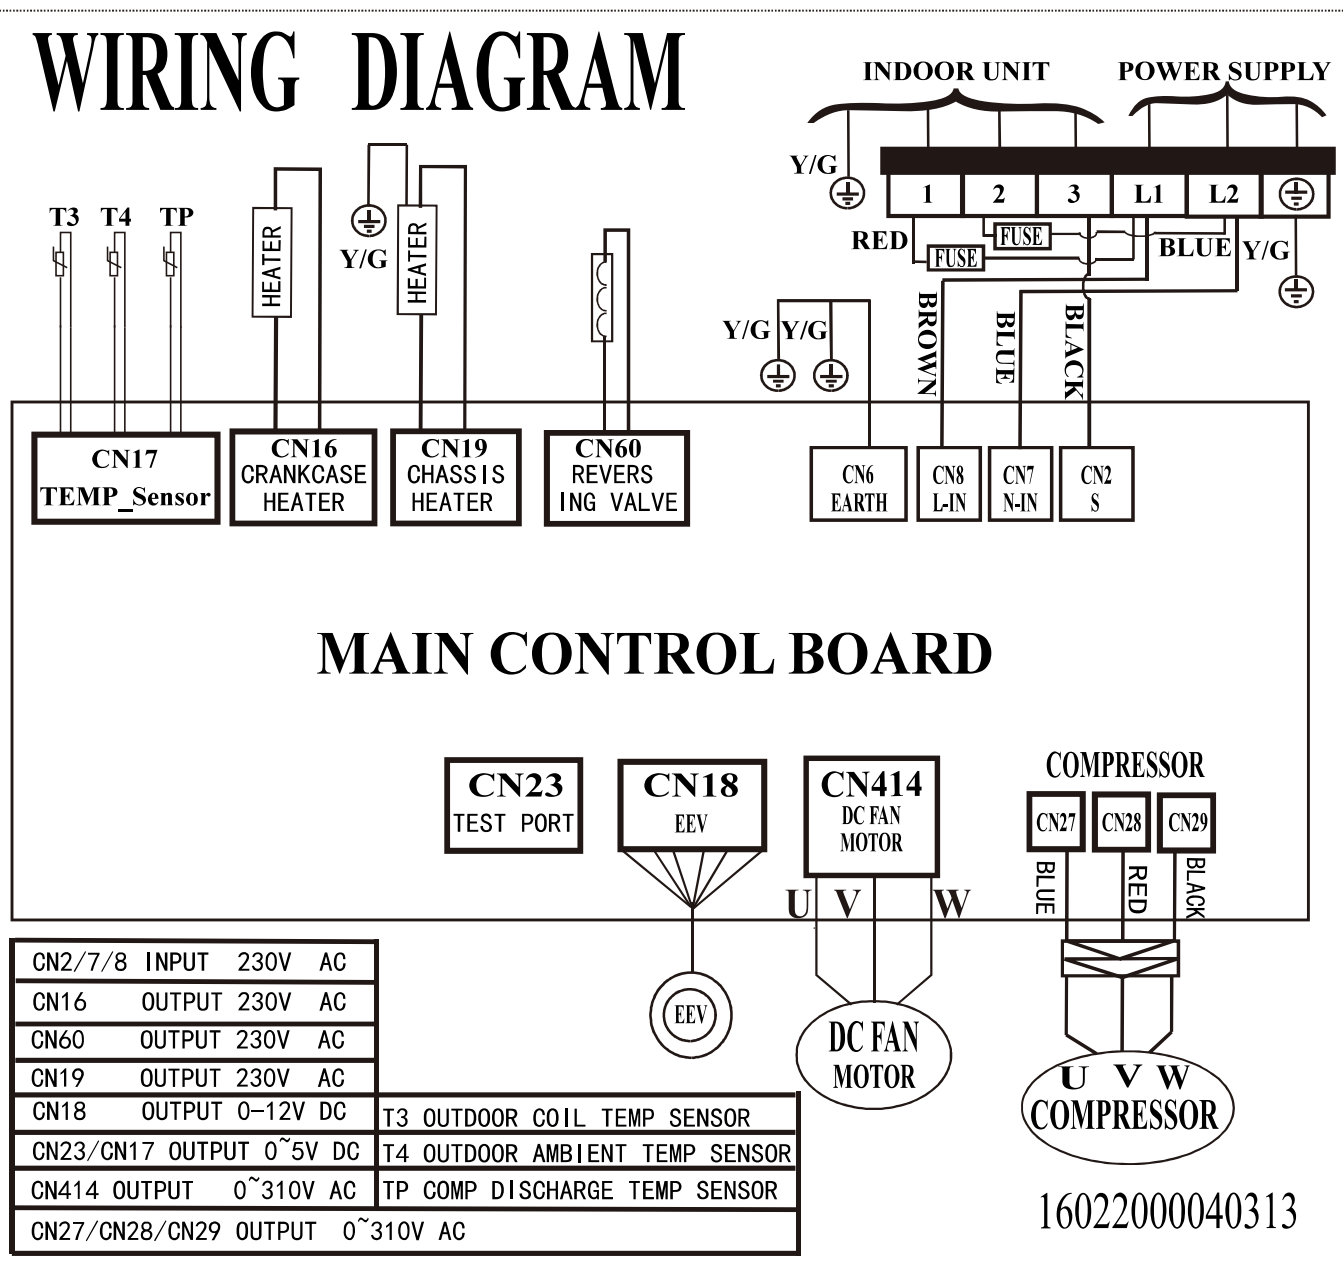 WIRING DIAGRAM
INDOOR UNIT
POWER SUPPLY
Y/G
1
2
3
L1
L2
RED
FUSE
FUSE
BLUE
Y/G
T3
T4
TP
HEATER
Y/G
HEATER
Y/G
Y/G
BROWN
BLUE
BLACK
CN17
TEMP_Sensor
CN16
CRANKCASE
HEATER
CN19
CHASSIS
HEATER
CN60
REVERS
ING VALVE
CN6
EARTH
CN8
L-IN
CN7
N-IN
CN2
S
MAIN CONTROL BOARD
CN23
TEST PORT
CN18
EEV
CN414
DC FAN
MOTOR
COMPRESSOR
CN27
CN28
CN29
BLUE
RED
BLACK
U
V
W
EEV
DC FAN
MOTOR
U V W
COMPRESSOR
CN2/7/8 INPUT 230V AC
CN16 OUTPUT 230V AC
CN60 OUTPUT 230V AC
CN19 OUTPUT 230V AC
CN18 OUTPUT 0-12V DC
T3 OUTDOOR COIL TEMP SENSOR
CN23/CN17 OUTPUT 0~5V DC
T4 OUTDOOR AMBIENT TEMP SENSOR
CN414 OUTPUT 0~310V AC
TP COMP DISCHARGE TEMP SENSOR
CN27/CN28/CN29 OUTPUT 0~310V AC
16022000040313